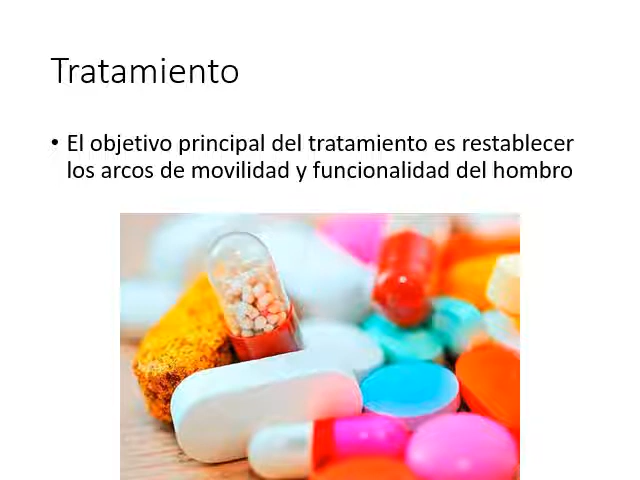 Tratamiento
• El objetivo principal del tratamiento es restablecer
los arcos de movilidad y funcionalidad del hombro